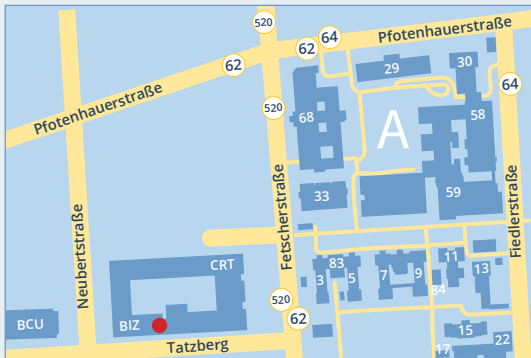 520
64
62
Pfotenhauerstraße
62
29
30
64
Pfotenhauerstraße
520
68
A
58
33
59
Neubertstraße
Fetscherstraße
Fiedlerstraße
CRT
83
3
5
7
9
11
13
84
520
62
BCU
BIZ
Tatzberg
15
22
17